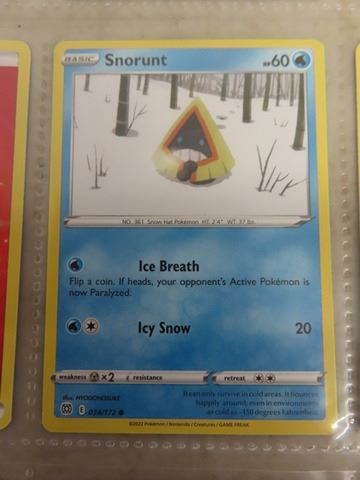 BASIC Snorunt HP60
NO. 361 Snow Hat Pokémon HT: 2'4" WT: 37 lbs.
Ice Breath
Flip a coin. If heads, your opponent's Active Pokémon is
now Paralyzed.
Icy Snow 20
weakness ×2 resistance retreat
illus. HYOGONOSUKE
E 034/172
It can only survive in cold areas. It bounces
happily around, even in environments
as cold as -150 degrees Fahrenheit.
©2022 Pokémon / Nintendo / Creatures / GAME FREAK